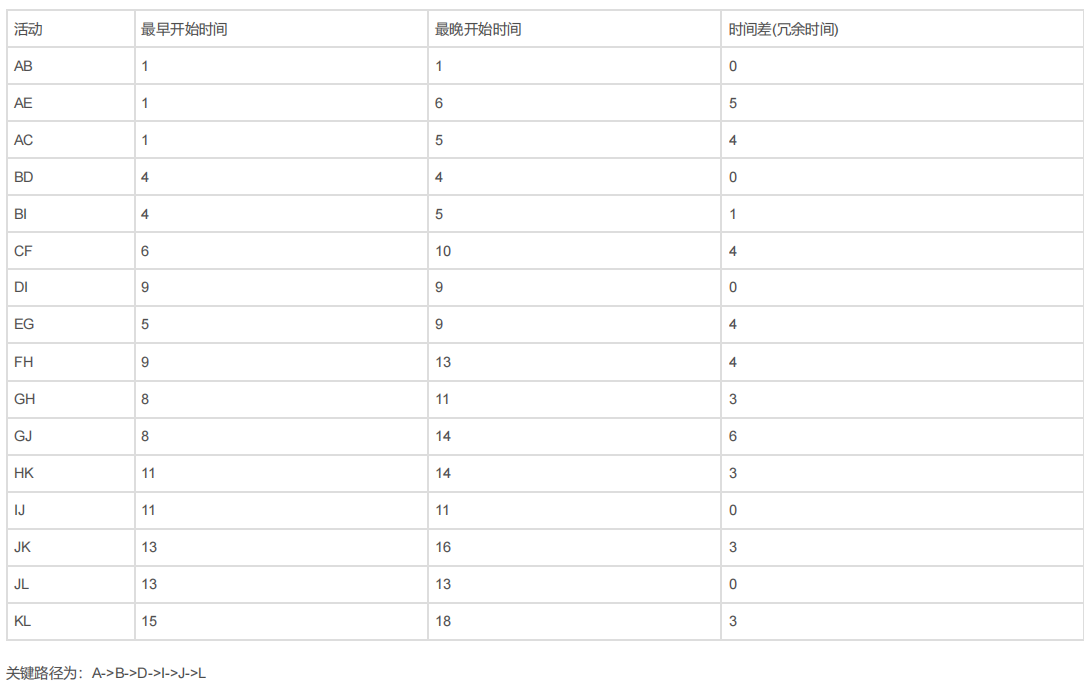 活动 最早开始时间 最晚开始时间 时间差(冗余时间)
AB 1 1 0
AE 1 6 5
AC 1 5 4
BD 4 4 0
BI 4 5 1
CF 6 10 4
DI 9 9 0
EG 5 9 4
FH 9 13 4
GH 8 11 3
GJ 8 14 6
HK 11 14 3
IJ 11 11 0
JK 13 16 3
JL 13 13 0
KL 15 18 3
关键路径为：A->B->D->I->J->L